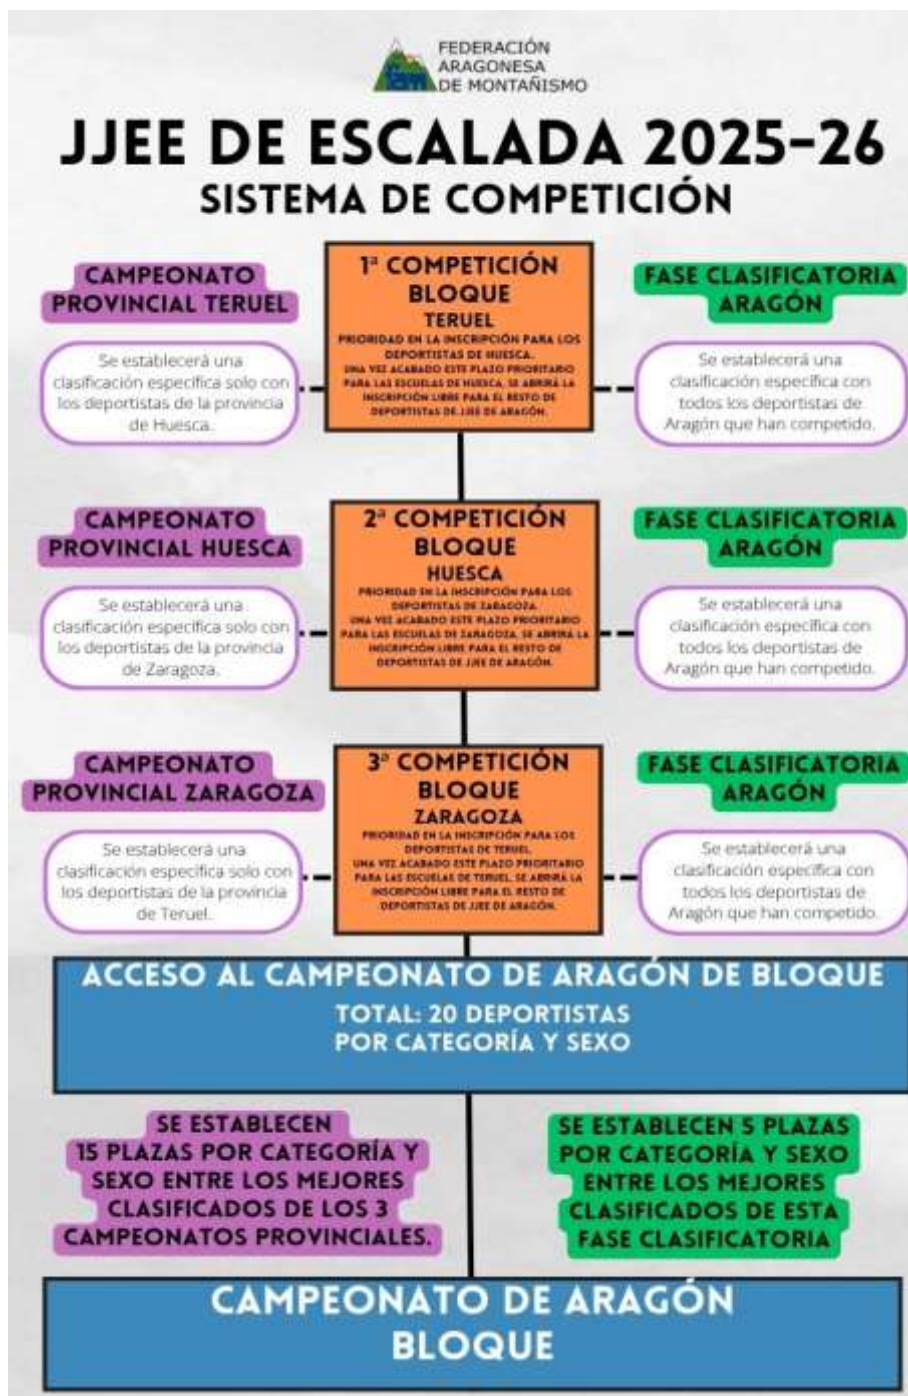 FEDERACIÓN
ARAGONESA
DE MONTAÑISMO
JJEE DE ESCALADA 2025-26
SISTEMA DE COMPETICIÓN
CAMPEONATO
PROVINCIAL TERUEL
Se establecerá una
clasificación específica solo con
los deportistas de la provincia
de Huesca.
1ª COMPETICIÓN
BLOQUE
TERUEL
PRIORIDAD EN LA INSCRIPCIÓN PARA LOS
DEPORTISTAS DE HUESCA.
UNA VEZ ACABADO ESTE PLAZO PRIORITARIO
PARA LAS ESCUELAS DE HUESCA, SE ABRIRÁ LA
INSCRIPCIÓN LIBRE PARA EL RESTO DE
DEPORTISTAS DE JJEE DE ARAGÓN.
FASE CLASIFICATORIA
ARAGÓN
Se establecerá una
clasificación específica con
todos los deportistas de
Aragón que han competido.
CAMPEONATO
PROVINCIAL HUESCA
Se establecerá una
clasificación específica solo con
los deportistas de la provincia
de Zaragoza.
2ª COMPETICIÓN
BLOQUE
HUESCA
PRIORIDAD EN LA INSCRIPCIÓN PARA LOS
DEPORTISTAS DE ZARAGOZA
UNA VEZ ACABADO ESTE PLAZO PRIORITARIO
PARA LAS ESCUELAS DE ZARAGOZA, SE ABRIRÁ LA
INSCRIPCIÓN LIBRE PARA EL RESTO DE
DEPORTISTAS DE JJEE DE ARAGÓN.
FASE CLASIFICATORIA
ARAGÓN
Se establecerá una
clasificación específica con
todos los deportistas de
Aragón que han competido.
CAMPEONATO
PROVINCIAL ZARAGOZA
Se establecerá una
clasificación específica solo con
los deportistas de la provincia
de Teruel.
3ª COMPETICIÓN
BLOQUE
ZARAGOZA
PRIORIDAD EN LA INSCRIPCIÓN PARA LOS
DEPORTISTAS DE TERUEL.
UNA VEZ ACABADO ESTE PLAZO PRIORITARIO
PARA LAS ESCUELAS DE TERUEL, SE ABRIRÁ LA
INSCRIPCIÓN LIBRE PARA EL RESTO DE
DEPORTISTAS DE JJEE DE ARAGÓN.
FASE CLASIFICATORIA
ARAGÓN
Se establecerá una
clasificación específica con
todos los deportistas de
Aragón que han competido.
ACCESO AL CAMPEONATO DE ARAGÓN DE BLOQUE
TOTAL: 20 DEPORTISTAS
POR CATEGORÍA Y SEXO
SE ESTABLECEN
15 PLAZAS POR CATEGORÍA Y
SEXO ENTRE LOS MEJORES
CLASIFICADOS DE LOS 3
CAMPEONATOS PROVINCIALES.
SE ESTABLECEN 5 PLAZAS
POR CATEGORÍA Y SEXO
ENTRE LOS MEJORES
CLASIFICADOS DE ESTA
FASE CLASIFICATORIA
CAMPEONATO DE ARAGÓN
BLOQUE